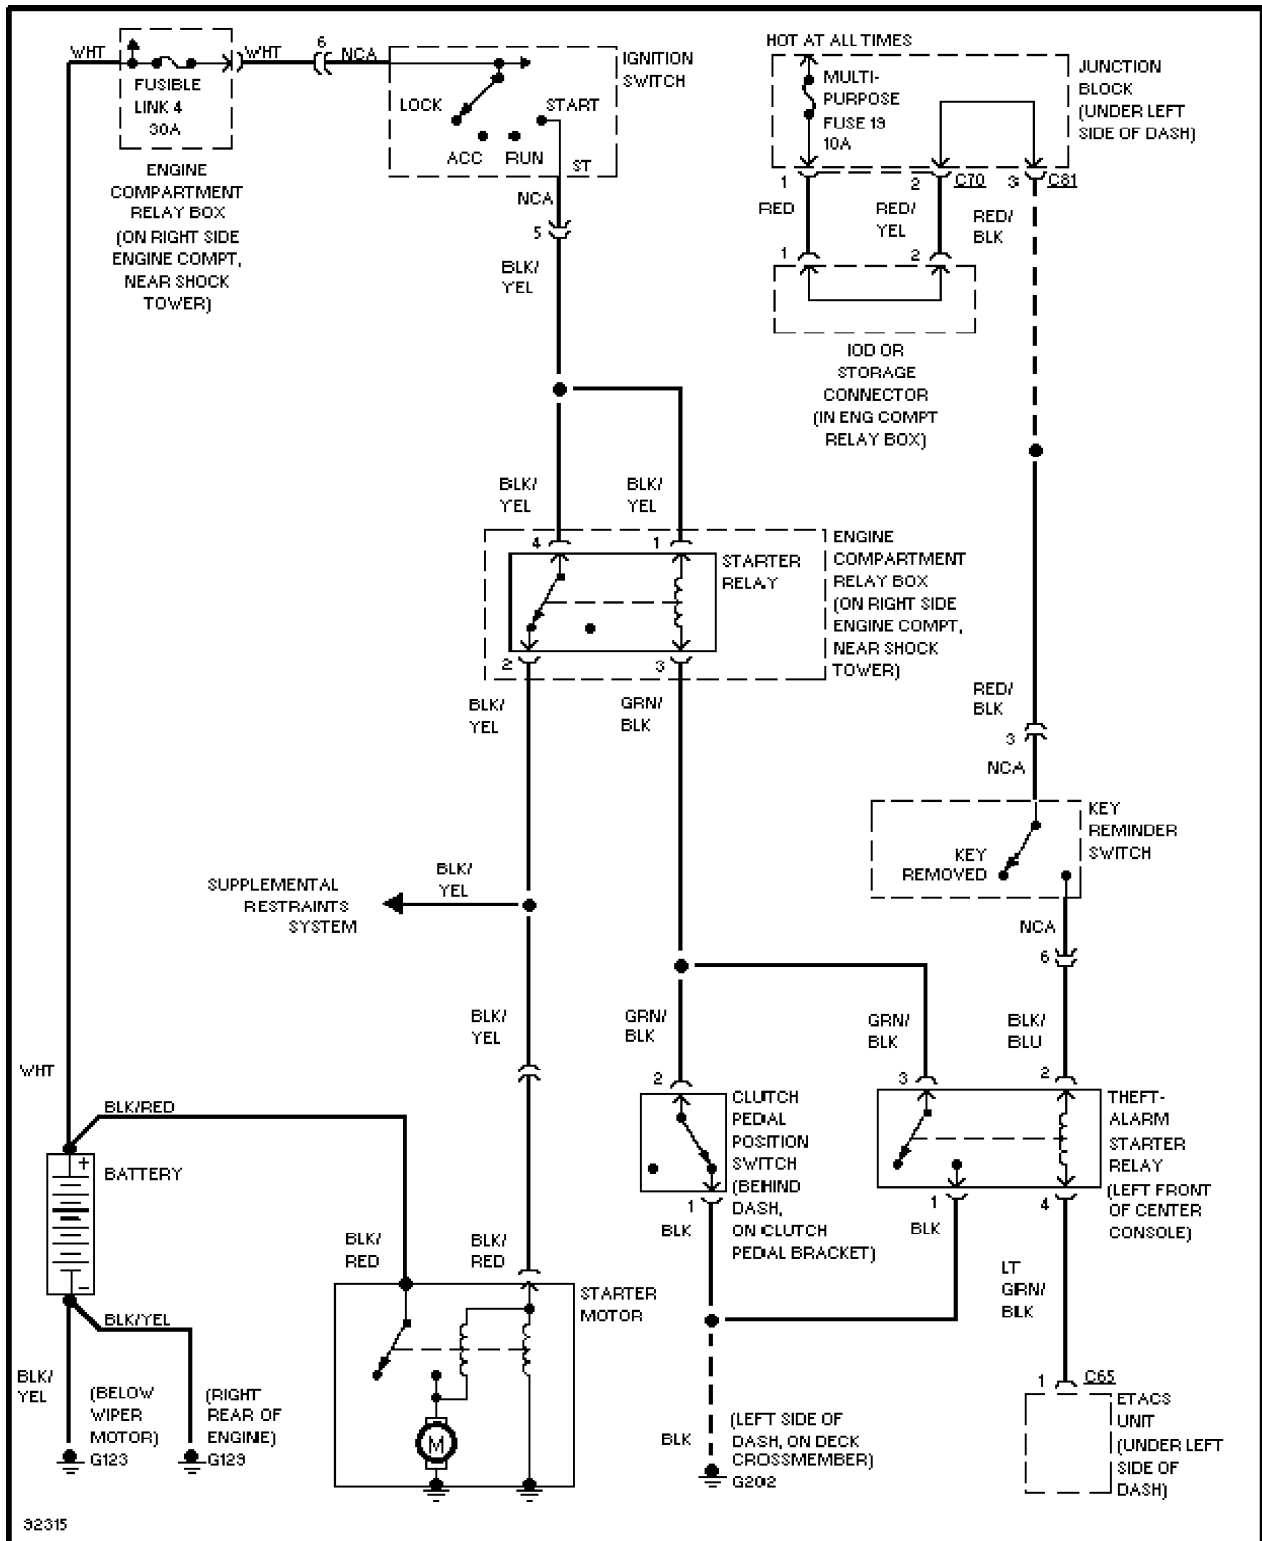 WHT
FUSIBLE
LINK 4
30A
WHT
6
NCA
ENGINE
COMPARTMENT
RELAY BOX
(ON RIGHT SIDE
ENGINE COMPT,
NEAR SHOCK
TOWER)
IGNITION
SWITCH
LOCK
START
ACC
RUN
ST
NCA
5
BLK/
YEL
HOT AT ALL TIMES
MULTI-
PURPOSE
FUSE 19
10A
JUNCTION
BLOCK
(UNDER LEFT
SIDE OF DASH)
1
2
C70
3
C81
RED
RED/
YEL
RED/
BLK
1
2
IOD OR
STORAGE
CONNECTOR
(IN ENG COMPT
RELAY BOX)
BLK/
YEL
BLK/
YEL
4
1
STARTER
RELAY
ENGINE
COMPARTMENT
RELAY BOX
(ON RIGHT SIDE
ENGINE COMPT,
NEAR SHOCK
TOWER)
2
3
BLK/
YEL
GRN/
BLK
RED/
BLK
3
NCA
KEY
REMINDER
SWITCH
KEY
REMOVED
SUPPLEMENTAL
RESTRAINTS
SYSTEM
BLK/
YEL
NCA
6
BLK/
YEL
GRN/
BLK
GRN/
BLK
BLK/
BLU
WHT
2
3
2
BLK/RED
BATTERY
+
−
CLUTCH
PEDAL
POSITION
SWITCH
(BEHIND
DASH,
ON CLUTCH
PEDAL BRACKET)
THEFT-
ALARM
STARTER
RELAY
(LEFT FRONT
OF CENTER
CONSOLE)
1
BLK
1
BLK
4
BLK/
RED
BLK/
RED
LT
GRN/
BLK
STARTER
MOTOR
M
BLK/YEL
BLK/
YEL
(BELOW
WIPER
MOTOR)
G123
(RIGHT
REAR OF
ENGINE)
G129
BLK
(LEFT SIDE OF
DASH, ON DECK
CROSSMEMBER)
G202
1
C65
ETACS
UNIT
(UNDER LEFT
SIDE OF
DASH)
92315